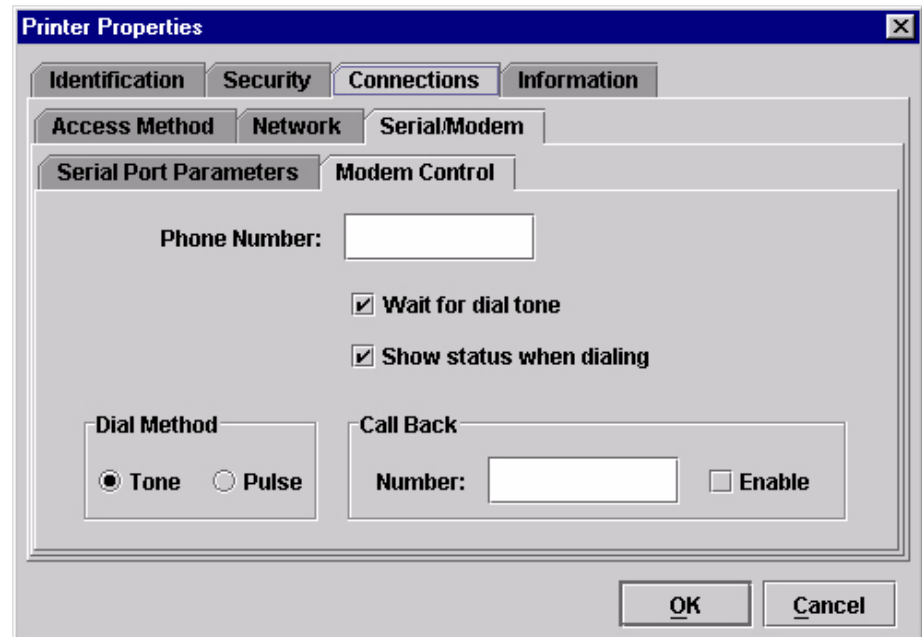 Printer Properties
Identification Security Connections Information
Access Method Network Serial/Modem
Serial Port Parameters Modem Control
Phone Number:
Wait for dial tone
Show status when dialing
Dial Method Call Back
Tone Pulse Number: Enable
OK Cancel